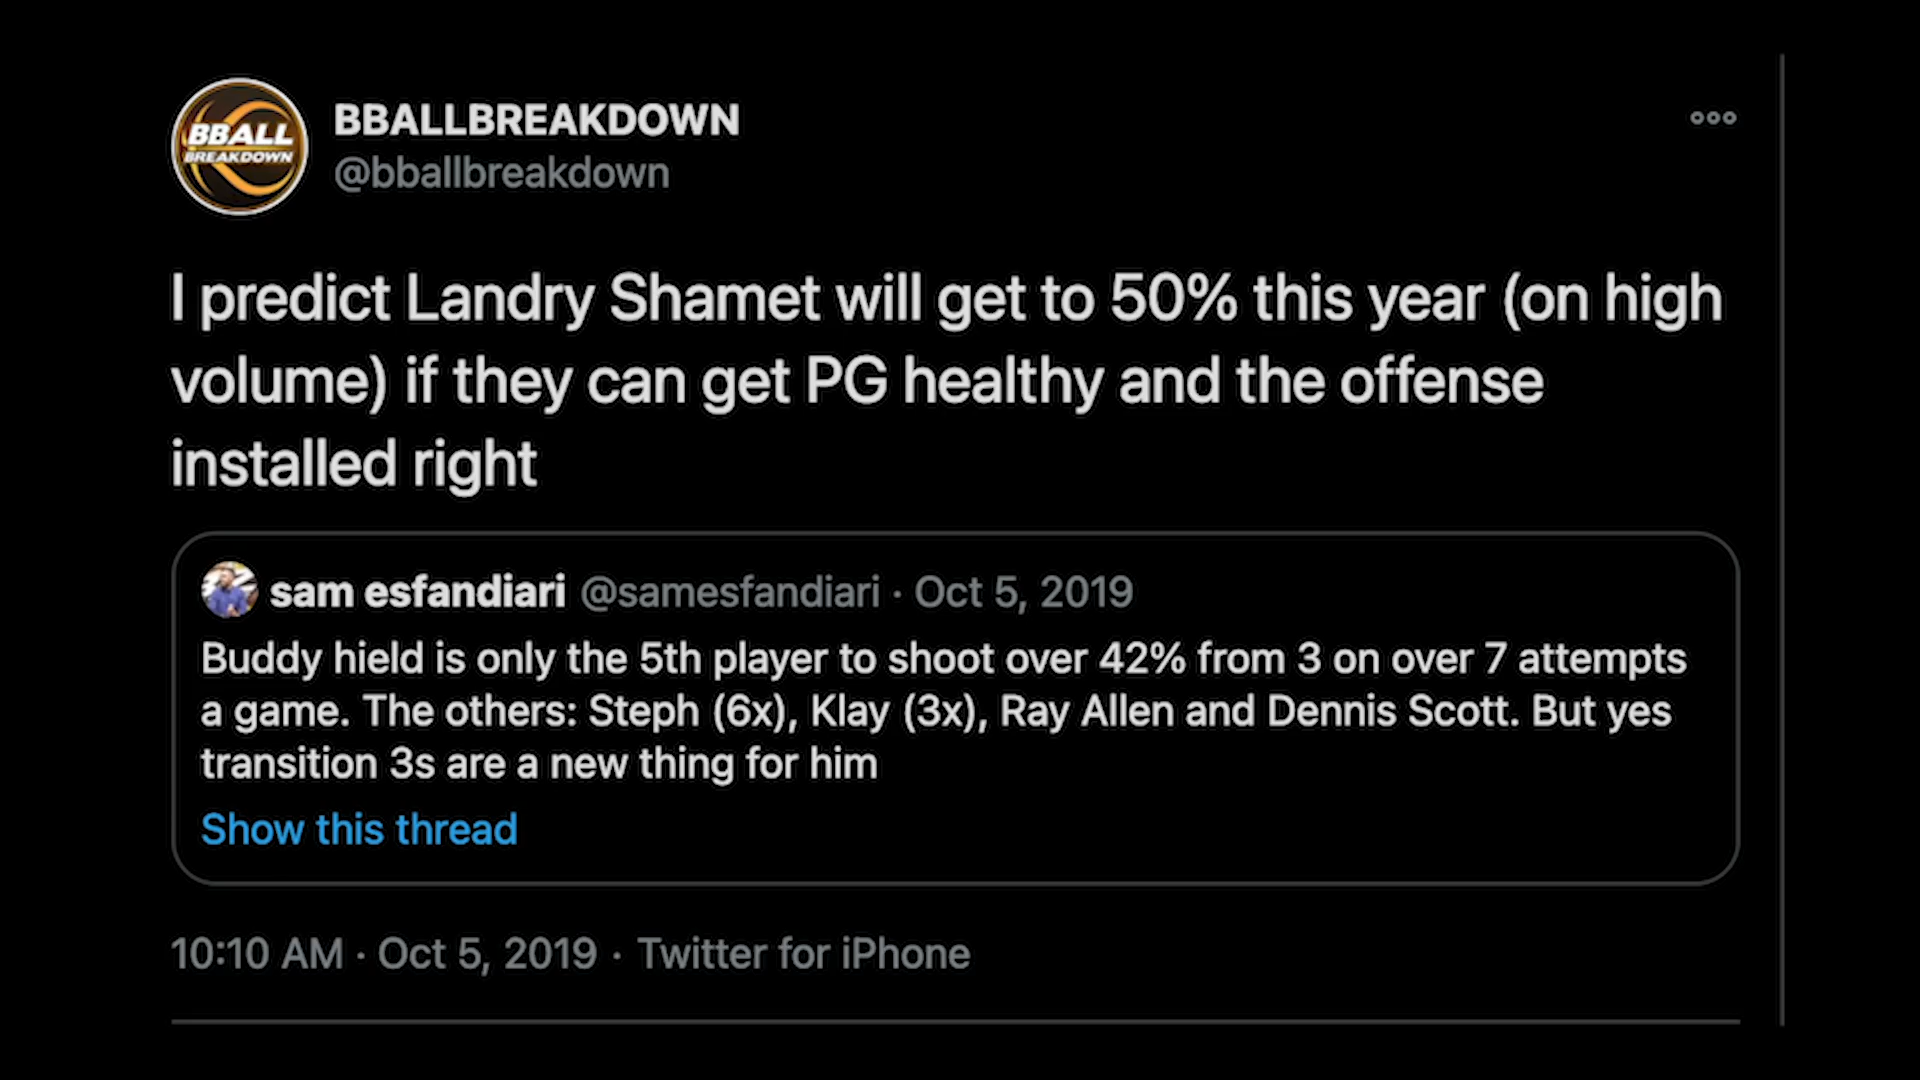 BBALL
BREAKDOWN
BBALLBREAKDOWN
@bballbreakdown
I predict Landry Shamet will get to 50% this year (on high
volume) if they can get PG healthy and the offense
installed right
sam esfandiari @samesfandiari · Oct 5, 2019
Buddy hield is only the 5th player to shoot over 42% from 3 on over 7 attempts
a game. The others: Steph (6x), Klay (3x), Ray Allen and Dennis Scott. But yes
transition 3s are a new thing for him
Show this thread
10:10 AM · Oct 5, 2019 · Twitter for iPhone